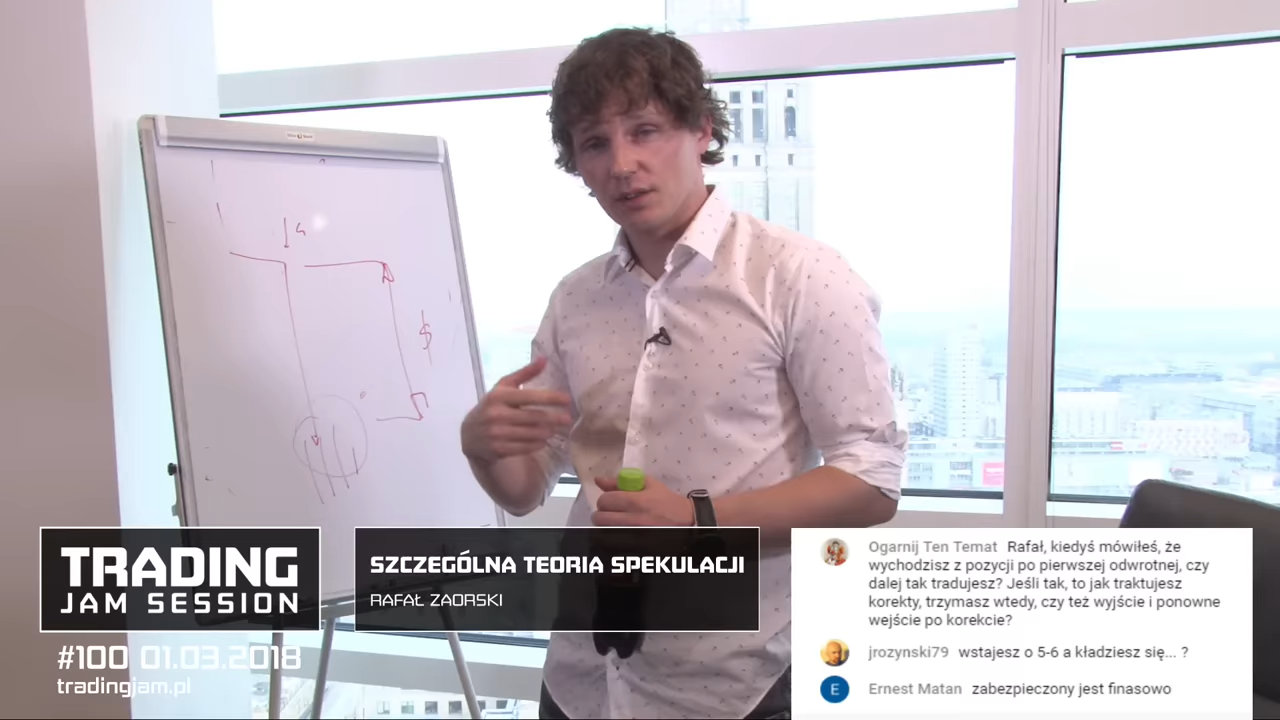 TRADING
JAM SESSION
#100 01.03.2018
tradingjam.pl
SZCZEGÓLNA TEORIA SPEKULACJI
RAFAŁ ZAORSKI
Ogarnij Ten Temat Rafał, kiedyś mówiłeś, że
wychodzisz z pozycji po pierwszej odwrotnej, czy
dalej tak tradujesz? Jeśli tak, to jak traktujesz
korekty, trzymasz wtedy, czy też wyjście i ponowne
wejście po korekcie?
jrozynski79 wstajesz o 5-6 a kładziesz się... ?
E Ernest Matan zabezpieczony jest finasowo
$